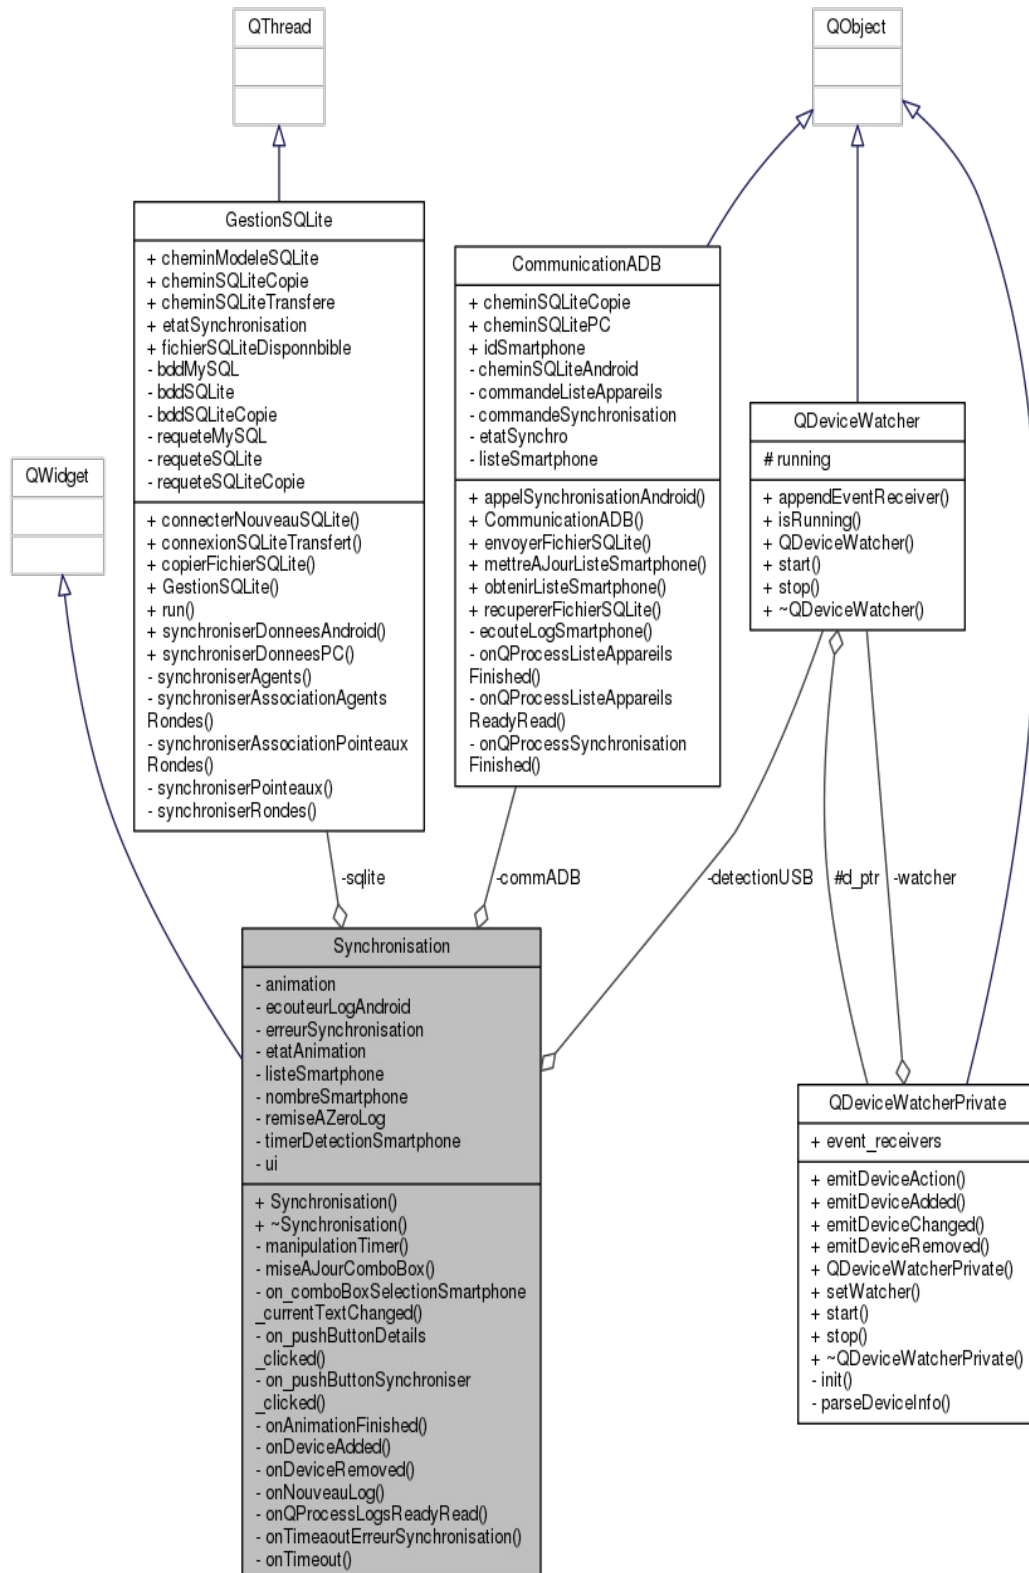 QThread
QObject
GestionSQLite
+ cheminModeleSQLite
+ cheminSQLiteCopie
+ cheminSQLiteTransfere
+ etatSynchronisation
+ fichierSQLiteDisponnbible
- bddMySQL
- bddSQLite
- bddSQLiteCopie
- requeteMySQL
- requeteSQLite
- requeteSQLiteCopie
+ connecterNouveauSQLite()
+ connexionSQLiteTransfert()
+ copierFichierSQLite()
+ GestionSQLite()
+ run()
+ synchroniserDonneesAndroid()
+ synchroniserDonneesPC()
- synchroniserAgents()
- synchroniserAssociationAgents
Rondes()
- synchroniserAssociationPointeaux
Rondes()
- synchroniserPointeaux()
- synchroniserRondes()
CommunicationADB
+ cheminSQLiteCopie
+ cheminSQLitePC
+ idSmartphone
- cheminSQLiteAndroid
- commandeListeAppareils
- commandeSynchronisation
- etatSynchro
- listeSmartphone
+ appelSynchronisationAndroid()
+ CommunicationADB()
+ envoyerFichierSQLite()
+ mettreAJourListeSmartphone()
+ obtenirListeSmartphone()
+ recupererFichierSQLite()
- ecouteLogSmartphone()
- onQProcessListeAppareils
Finished()
- onQProcessListeAppareils
ReadyRead()
- onQProcessSynchronisation
Finished()
QDeviceWatcher
# running
+ appendEventReceiver()
+ isRunning()
+ QDeviceWatcher()
+ start()
+ stop()
+ ~QDeviceWatcher()
QWidget
-sqlite
-commADB
-detectionUSB
#d_ptr
-watcher
Synchronisation
- animation
- ecouteurLogAndroid
- erreurSynchronisation
- etatAnimation
- listeSmartphone
- nombreSmartphone
- remiseAZeroLog
- timerDetectionSmartphone
- ui
+ Synchronisation()
+ ~Synchronisation()
- manipulationTimer()
- miseAJourComboBox()
- on_comboBoxSelectionSmartphone
_currentTextChanged()
- on_pushButtonDetails
_clicked()
- on_pushButtonSynchroniser
_clicked()
- onAnimationFinished()
- onDeviceAdded()
- onDeviceRemoved()
- onNouveauLog()
- onQProcessLogsReadyRead()
- onTimeaoutErreurSynchronisation()
- onTimeout()
QDeviceWatcherPrivate
+ event_receivers
+ emitDeviceAction()
+ emitDeviceAdded()
+ emitDeviceChanged()
+ emitDeviceRemoved()
+ QDeviceWatcherPrivate()
+ setWatcher()
+ start()
+ stop()
+ ~QDeviceWatcherPrivate()
- init()
- parseDeviceInfo()